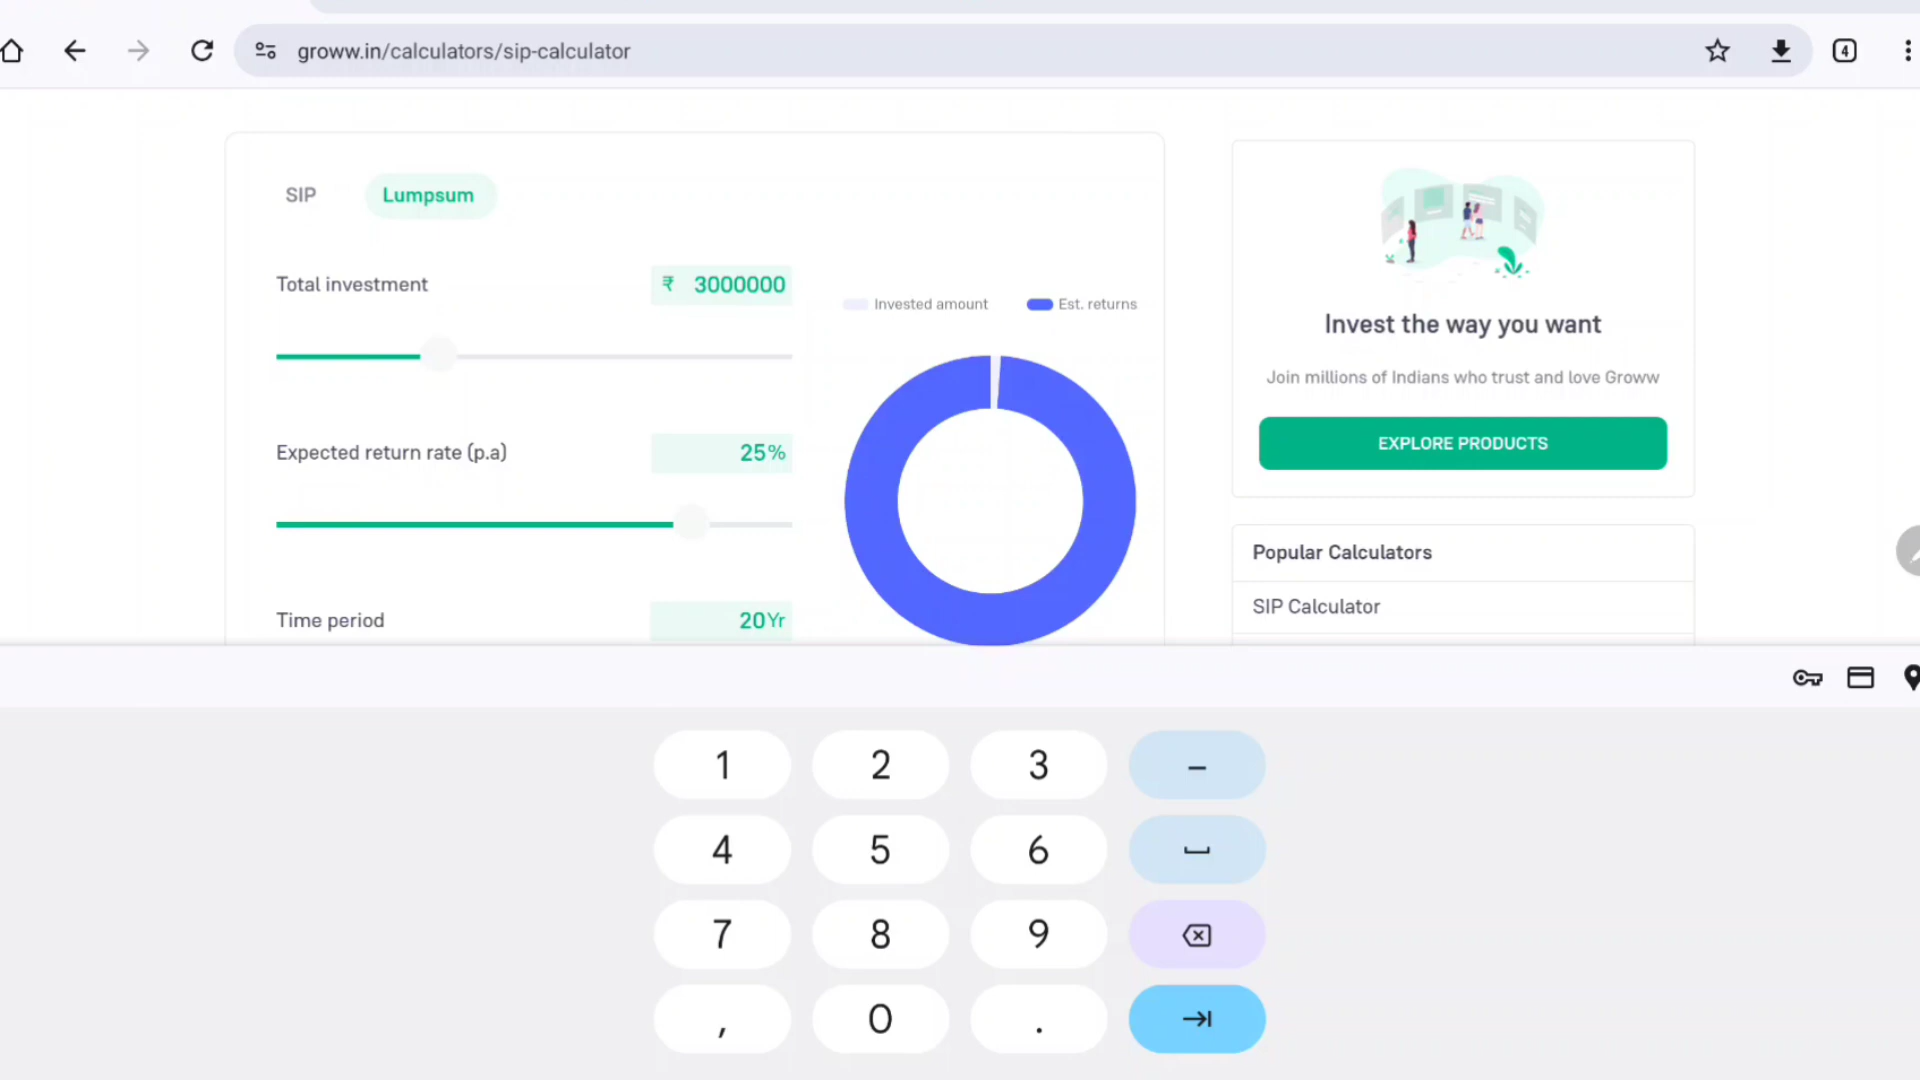 groww.in/calculators/sip-calculator
4
SIP
Lumpsum
Total investment
₹ 3000000
Invested amount
Est. returns
Expected return rate (p.a)
25%
Time period
20Yr
Invest the way you want
Join millions of Indians who trust and love Groww
EXPLORE PRODUCTS
Popular Calculators
SIP Calculator
1 2 3 –
4 5 6
7 8 9
, 0 .